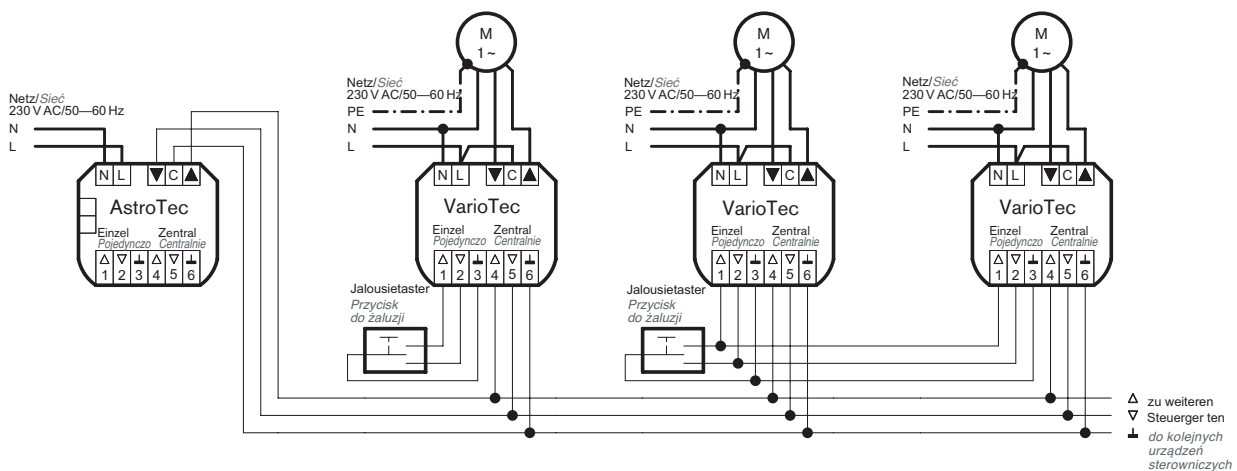 M
1~
M
1~
M
1~
Netz/Sieć
230 V AC/50—60 Hz
N
L
Netz/Sieć
230 V AC/50—60 Hz
PE
N
L
Netz/Sieć
230 V AC/50—60 Hz
PE
N
L
Netz/Sieć
230 V AC/50—60 Hz
PE
N
L
N L ▼ C ▲
AstroTec
Einzel Zentral
Pojedynczo Centralnie
1 2 3 4 5 6
N L ▼ C ▲
VarioTec
Einzel Zentral
Pojedynczo Centralnie
1 2 3 4 5 6
N L ▼ C ▲
VarioTec
Einzel Zentral
Pojedynczo Centralnie
1 2 3 4 5 6
N L ▼ C ▲
VarioTec
Einzel Zentral
Pojedynczo Centralnie
1 2 3 4 5 6
Jalousietaster
Przycisk
do żaluzji
Jalousietaster
Przycisk
do żaluzji
zu weiteren
Steuerger ten
do kolejnych
urządzeń
sterowniczych